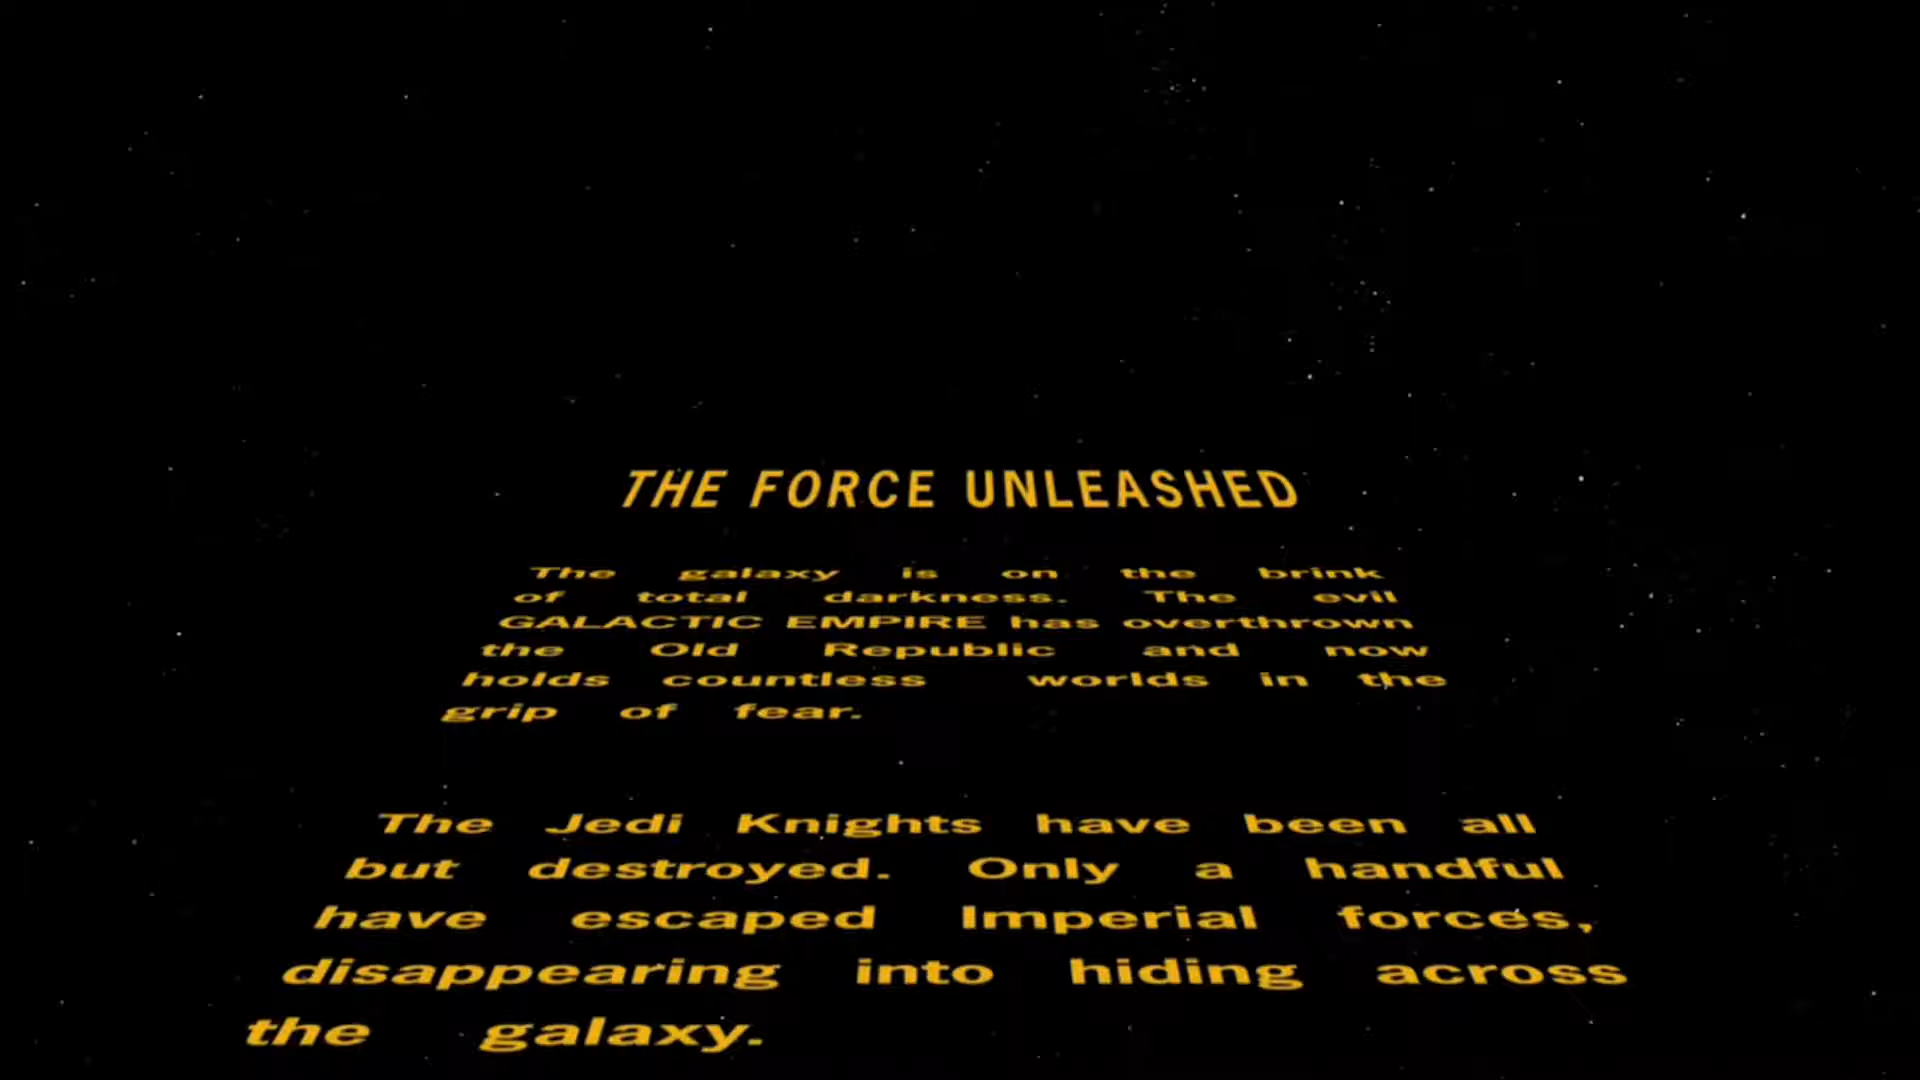 THE FORCE UNLEASHED
The galaxy is on the brink
of total darkness. The evil
GALACTIC EMPIRE has overthrown
the Old Republic and now
holds countless worlds in the
grip of fear.
The Jedi Knights have been all
but destroyed. Only a handful
have escaped Imperial forces,
disappearing into hiding across
the galaxy.